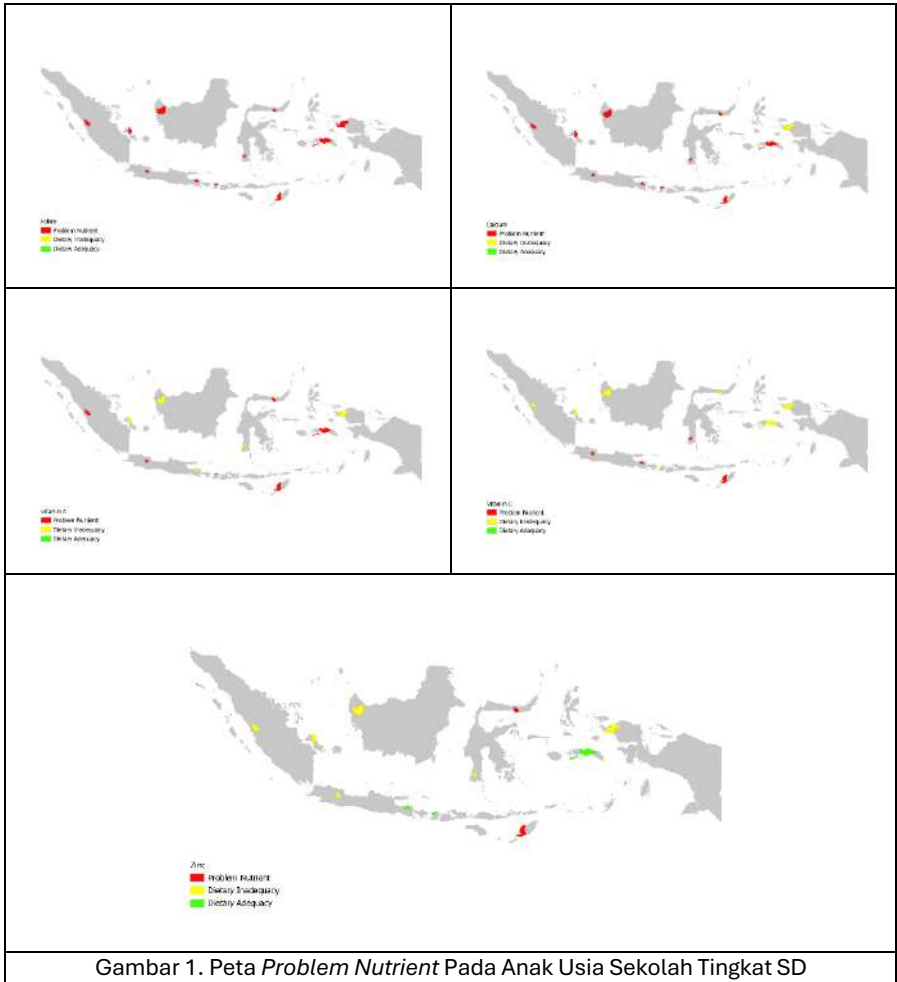 Folate
Problem Nutrient
Dietary Inadequacy
Dietary Adequacy
Calcium
Problem Nutrient
Dietary Inadequacy
Dietary Adequacy
Vitamin A
Problem Nutrient
Dietary Inadequacy
Dietary Adequacy
Vitamin C
Problem Nutrient
Dietary Inadequacy
Dietary Adequacy
Zinc
Problem Nutrient
Dietary Inadequacy
Dietary Adequacy
Gambar 1. Peta Problem Nutrient Pada Anak Usia Sekolah Tingkat SD